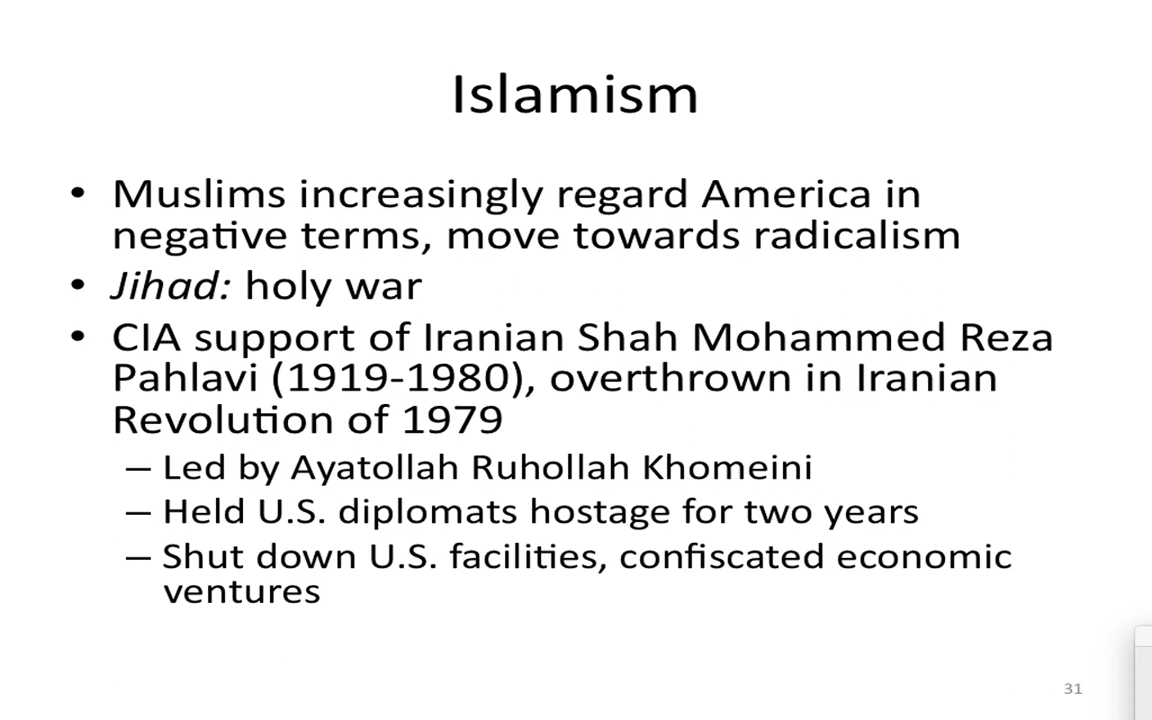 Islamism
• Muslims increasingly regard America in
negative terms, move towards radicalism
• Jihad: holy war
• CIA support of Iranian Shah Mohammed Reza
Pahlavi (1919-1980), overthrown in Iranian
Revolution of 1979
– Led by Ayatollah Ruhollah Khomeini
– Held U.S. diplomats hostage for two years
– Shut down U.S. facilities, confiscated economic
ventures
31